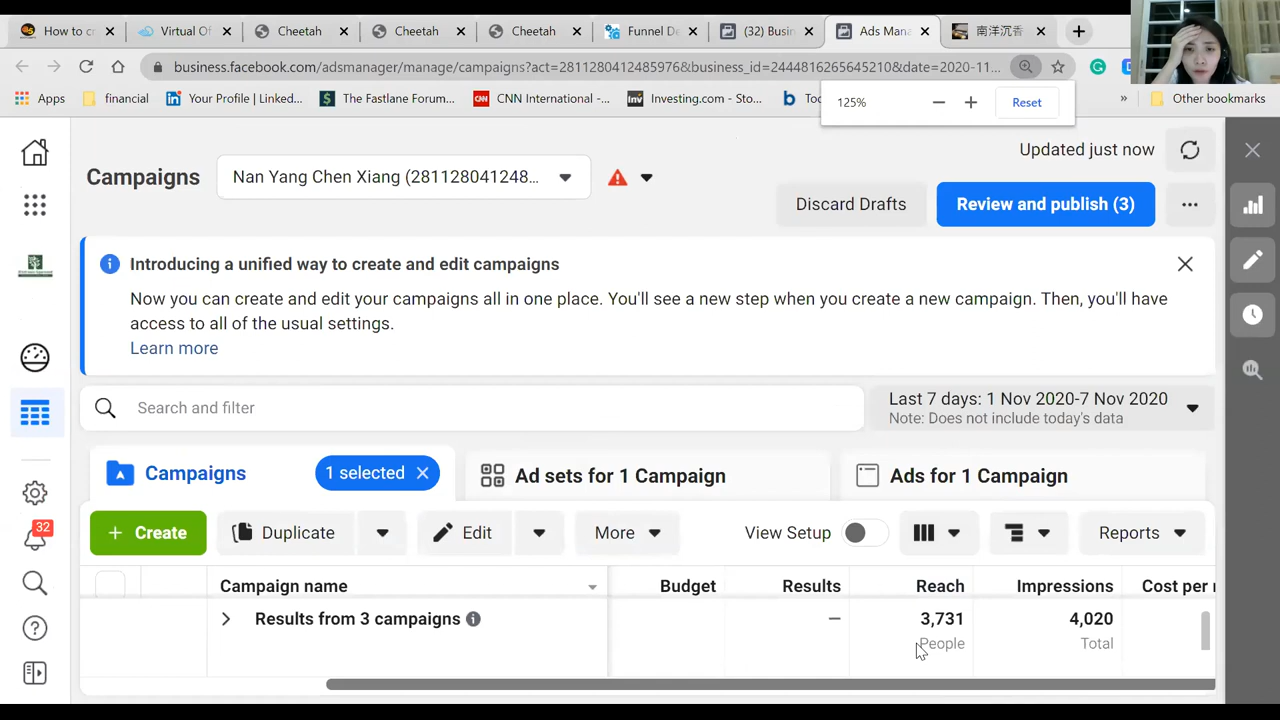 How to cr
Virtual Of
Cheetah
Cheetah
Cheetah
Funnel De
(32) Busin
Ads Mana
南洋沉香
business.facebook.com/adsmanager/manage/campaigns?act=2811280412485976&business_id=2444816265645210&date=2020-11...
Apps
financial
Your Profile | Linked...
The Fastlane Forum...
CNN International -...
Investing.com - Sto...
Other bookmarks
125%
Reset
Updated just now
Campaigns
Nan Yang Chen Xiang (281128041248...
Discard Drafts
Review and publish (3)
Introducing a unified way to create and edit campaigns
Now you can create and edit your campaigns all in one place. You'll see a new step when you create a new campaign. Then, you'll have
access to all of the usual settings.
Learn more
Search and filter
Last 7 days: 1 Nov 2020-7 Nov 2020
Note: Does not include today's data
Campaigns
1 selected
Ad sets for 1 Campaign
Ads for 1 Campaign
+ Create
Duplicate
Edit
More
View Setup
Reports
32
Campaign name
Budget
Results
Reach
Impressions
Cost per r
Results from 3 campaigns
—
3,731
4,020
People
Total